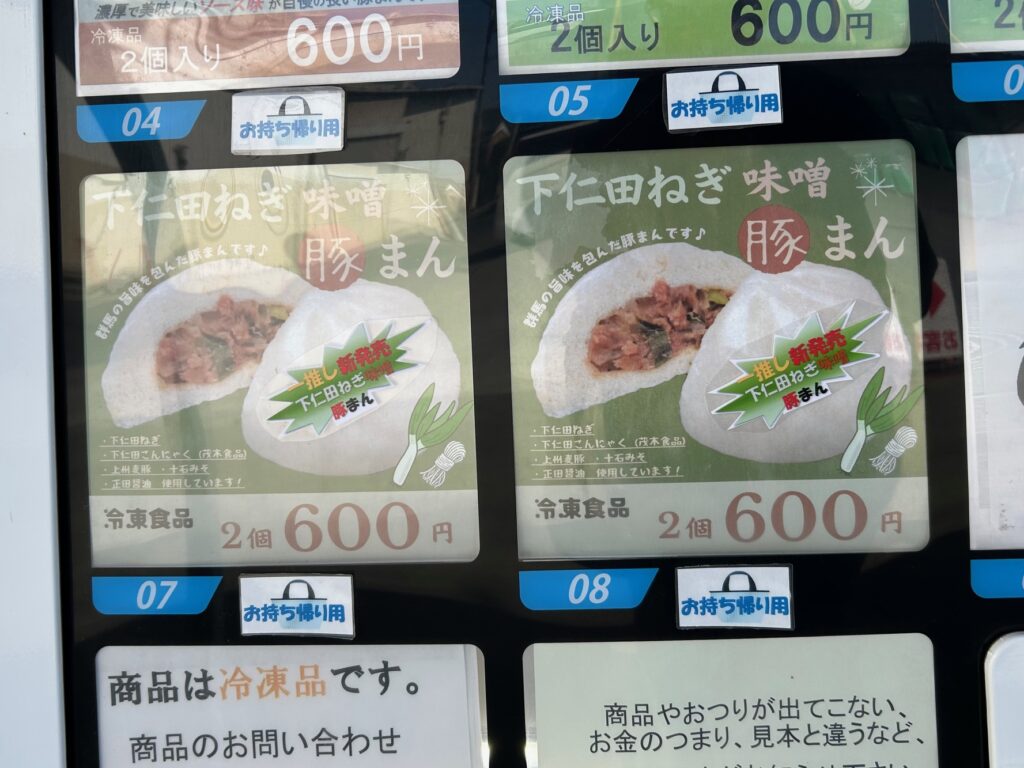 濃厚で美味しいソース味が自慢の
冷凍品
2個入り 600円
冷凍品
2個入り 600円
04
お持ち帰り用
05
お持ち帰り用
下仁田ねぎ味噌
豚まん
群馬の旨味を包んだ豚まんです♪
一推し新発売
下仁田ねぎ味噌
豚まん
・下仁田ねぎ
・下仁田こんにゃく（茂木食品）
・上州麦豚 ・十石みそ
・正田醤油 使用しています!
冷凍食品
2個 600円
下仁田ねぎ味噌
豚まん
群馬の旨味を包んだ豚まんです♪
一推し新発売
下仁田ねぎ味噌
豚まん
・下仁田ねぎ
・下仁田こんにゃく（茂木食品）
・上州麦豚 ・十石みそ
・正田醤油 使用しています!
冷凍食品
2個 600円
07
お持ち帰り用
08
お持ち帰り用
商品は冷凍品です。
商品のお問い合わせ
商品やおつりが出てこない、
お金のつまり、見本と違うなど、